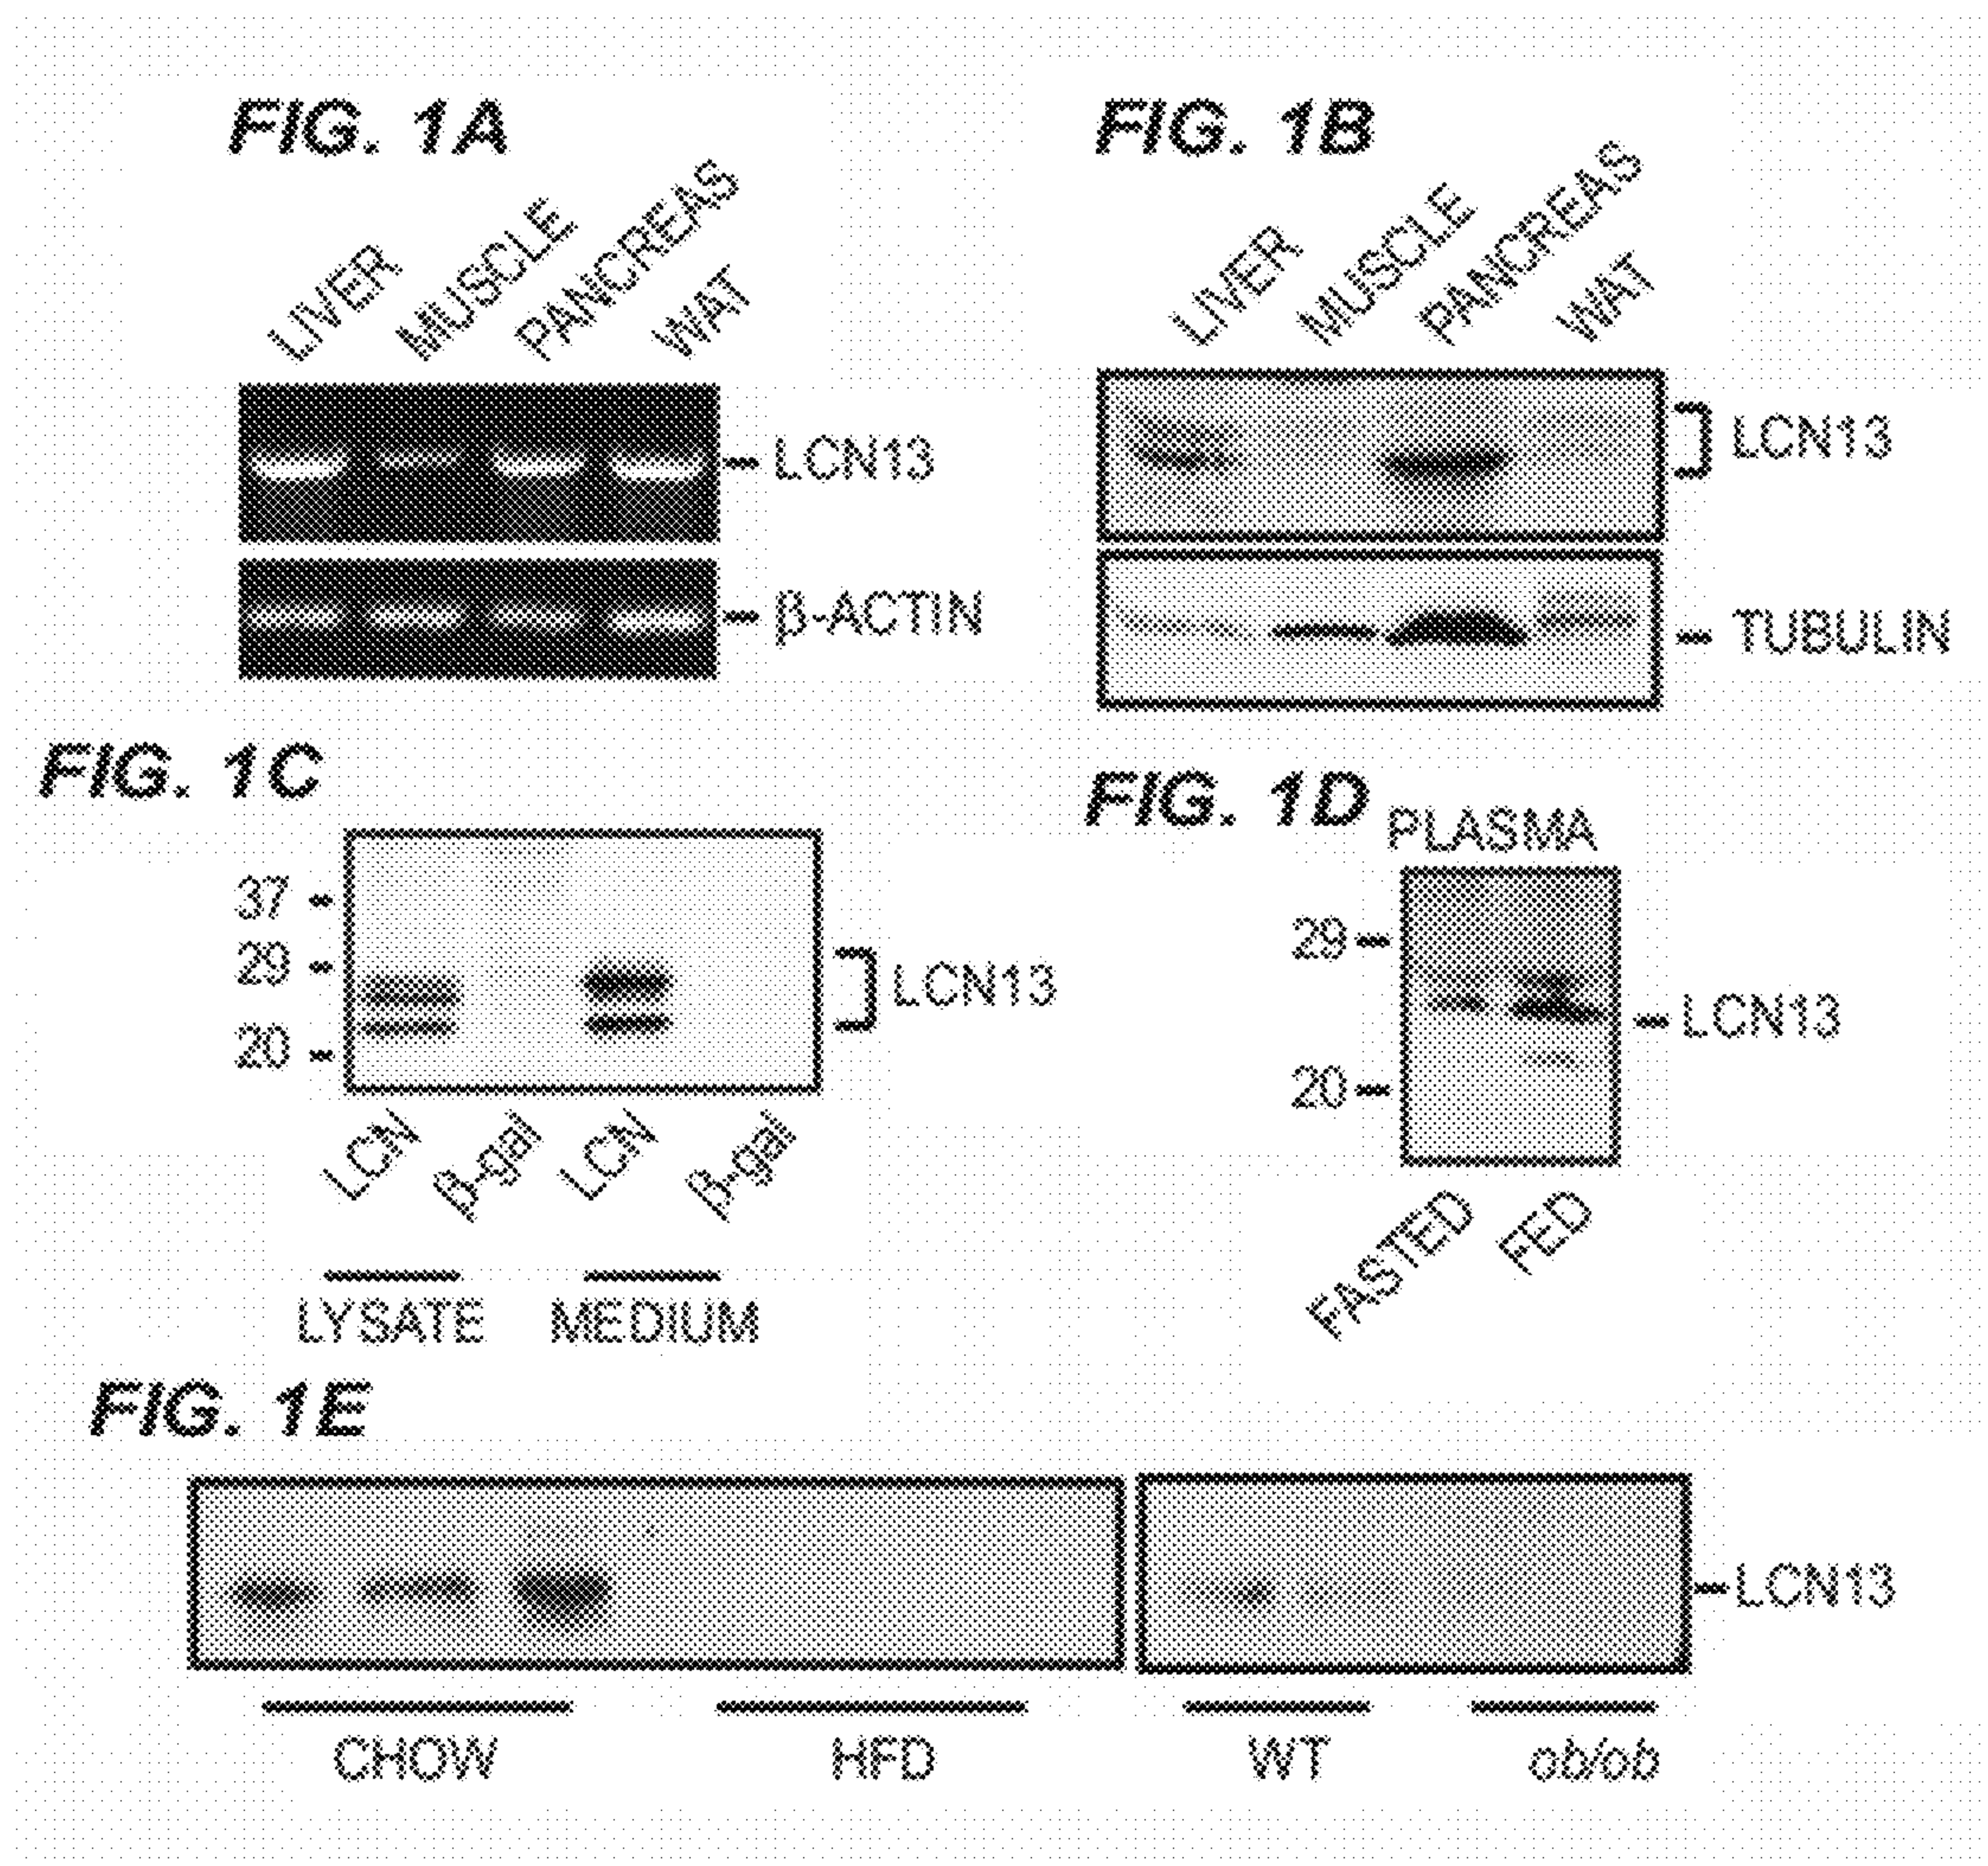 FIG. 1A
LIVER
MUSCLE
PANCREAS
WAT
LCN13
β-ACTIN
FIG. 1B
LIVER
MUSCLE
PANCREAS
WAT
LCN13
TUBULIN
FIG. 1C
37
29
20
LCN13
LCN
β-gal
LCN
β-gal
LYSATE
MEDIUM
FIG. 1D
PLASMA
29
20
LCN13
FASTED
FED
FIG. 1E
LCN13
CHOW
HFD
WT
ob/ob